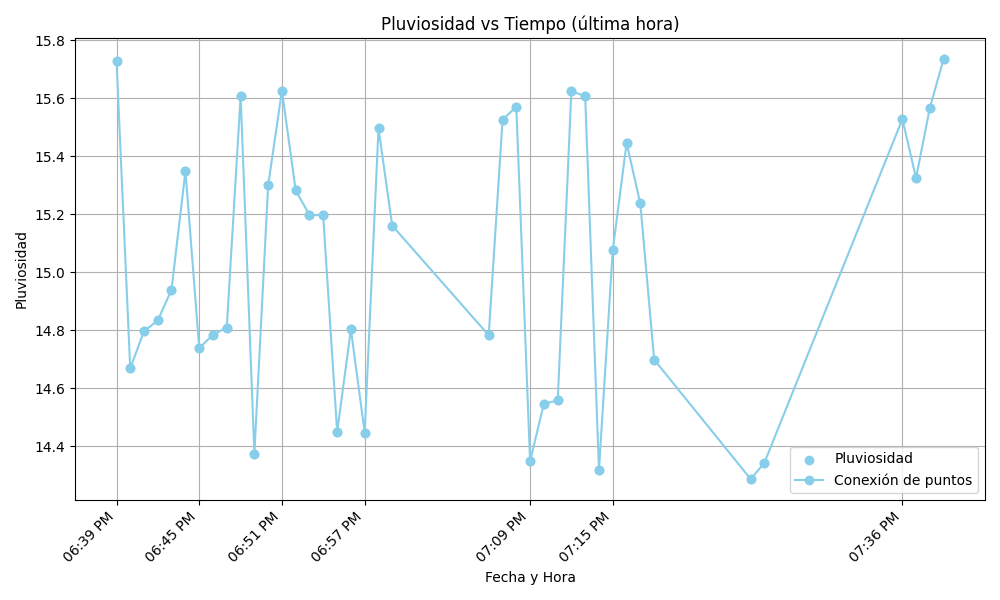 Pluviosidad vs Tiempo (última hora)
15.8
15.6
15.4
15.2
15.0
14.8
14.6
14.4
Pluviosidad
Pluviosidad
Conexión de puntos
06:39 PM
06:45 PM
06:51 PM
06:57 PM
07:09 PM
07:15 PM
07:36 PM
Fecha y Hora